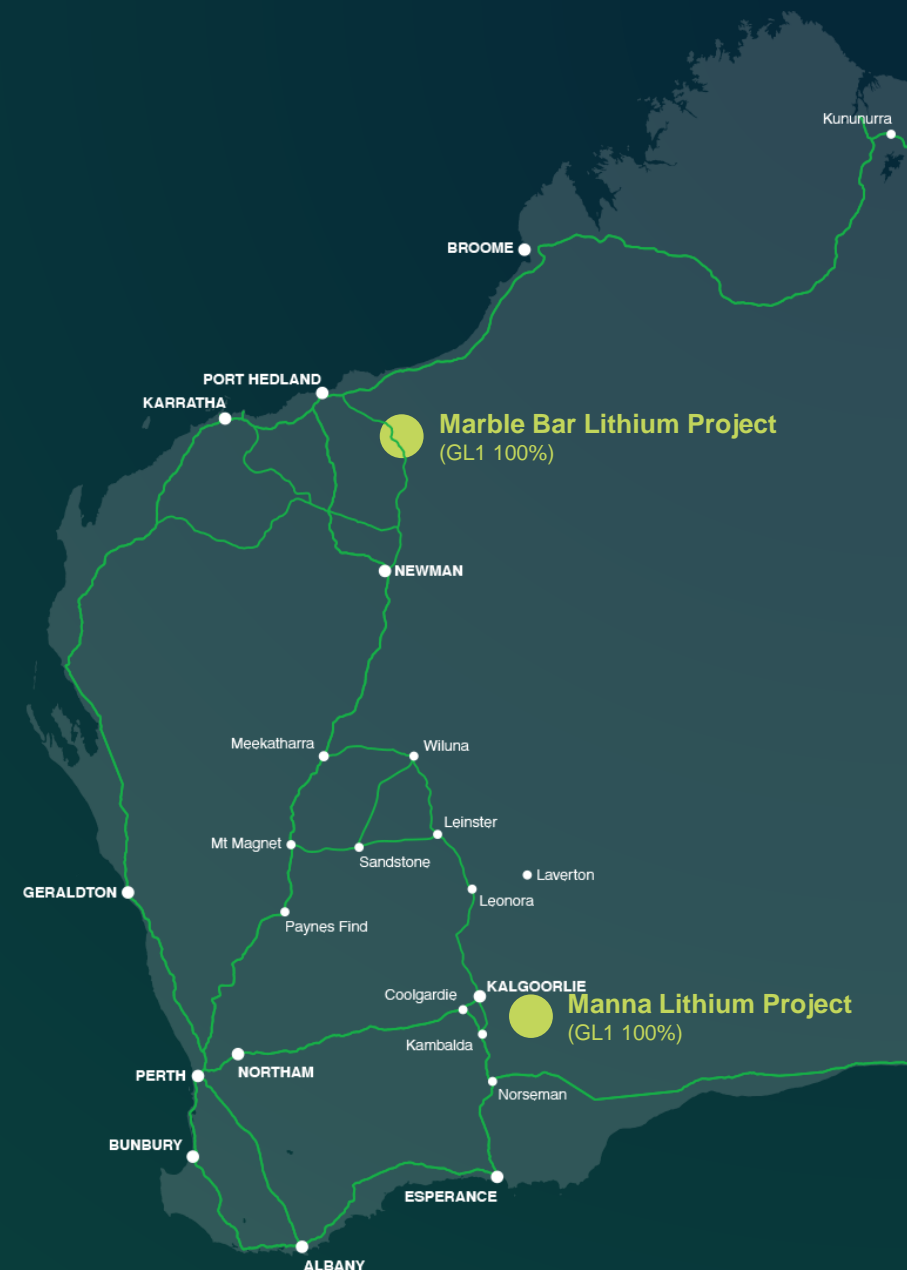 Kununurra
BROOME
PORT HEDLAND
KARRATHA
Marble Bar Lithium Project
(GL1 100%)
NEWMAN
Meekatharra
Wiluna
Leinster
Mt Magnet
Sandstone
Laverton
GERALDTON
Leonora
Paynes Find
KALGOORLIE
Coolgardie
Manna Lithium Project
(GL1 100%)
Kambalda
NORTHAM
PERTH
Norseman
BUNBURY
ESPERANCE
ALBANY